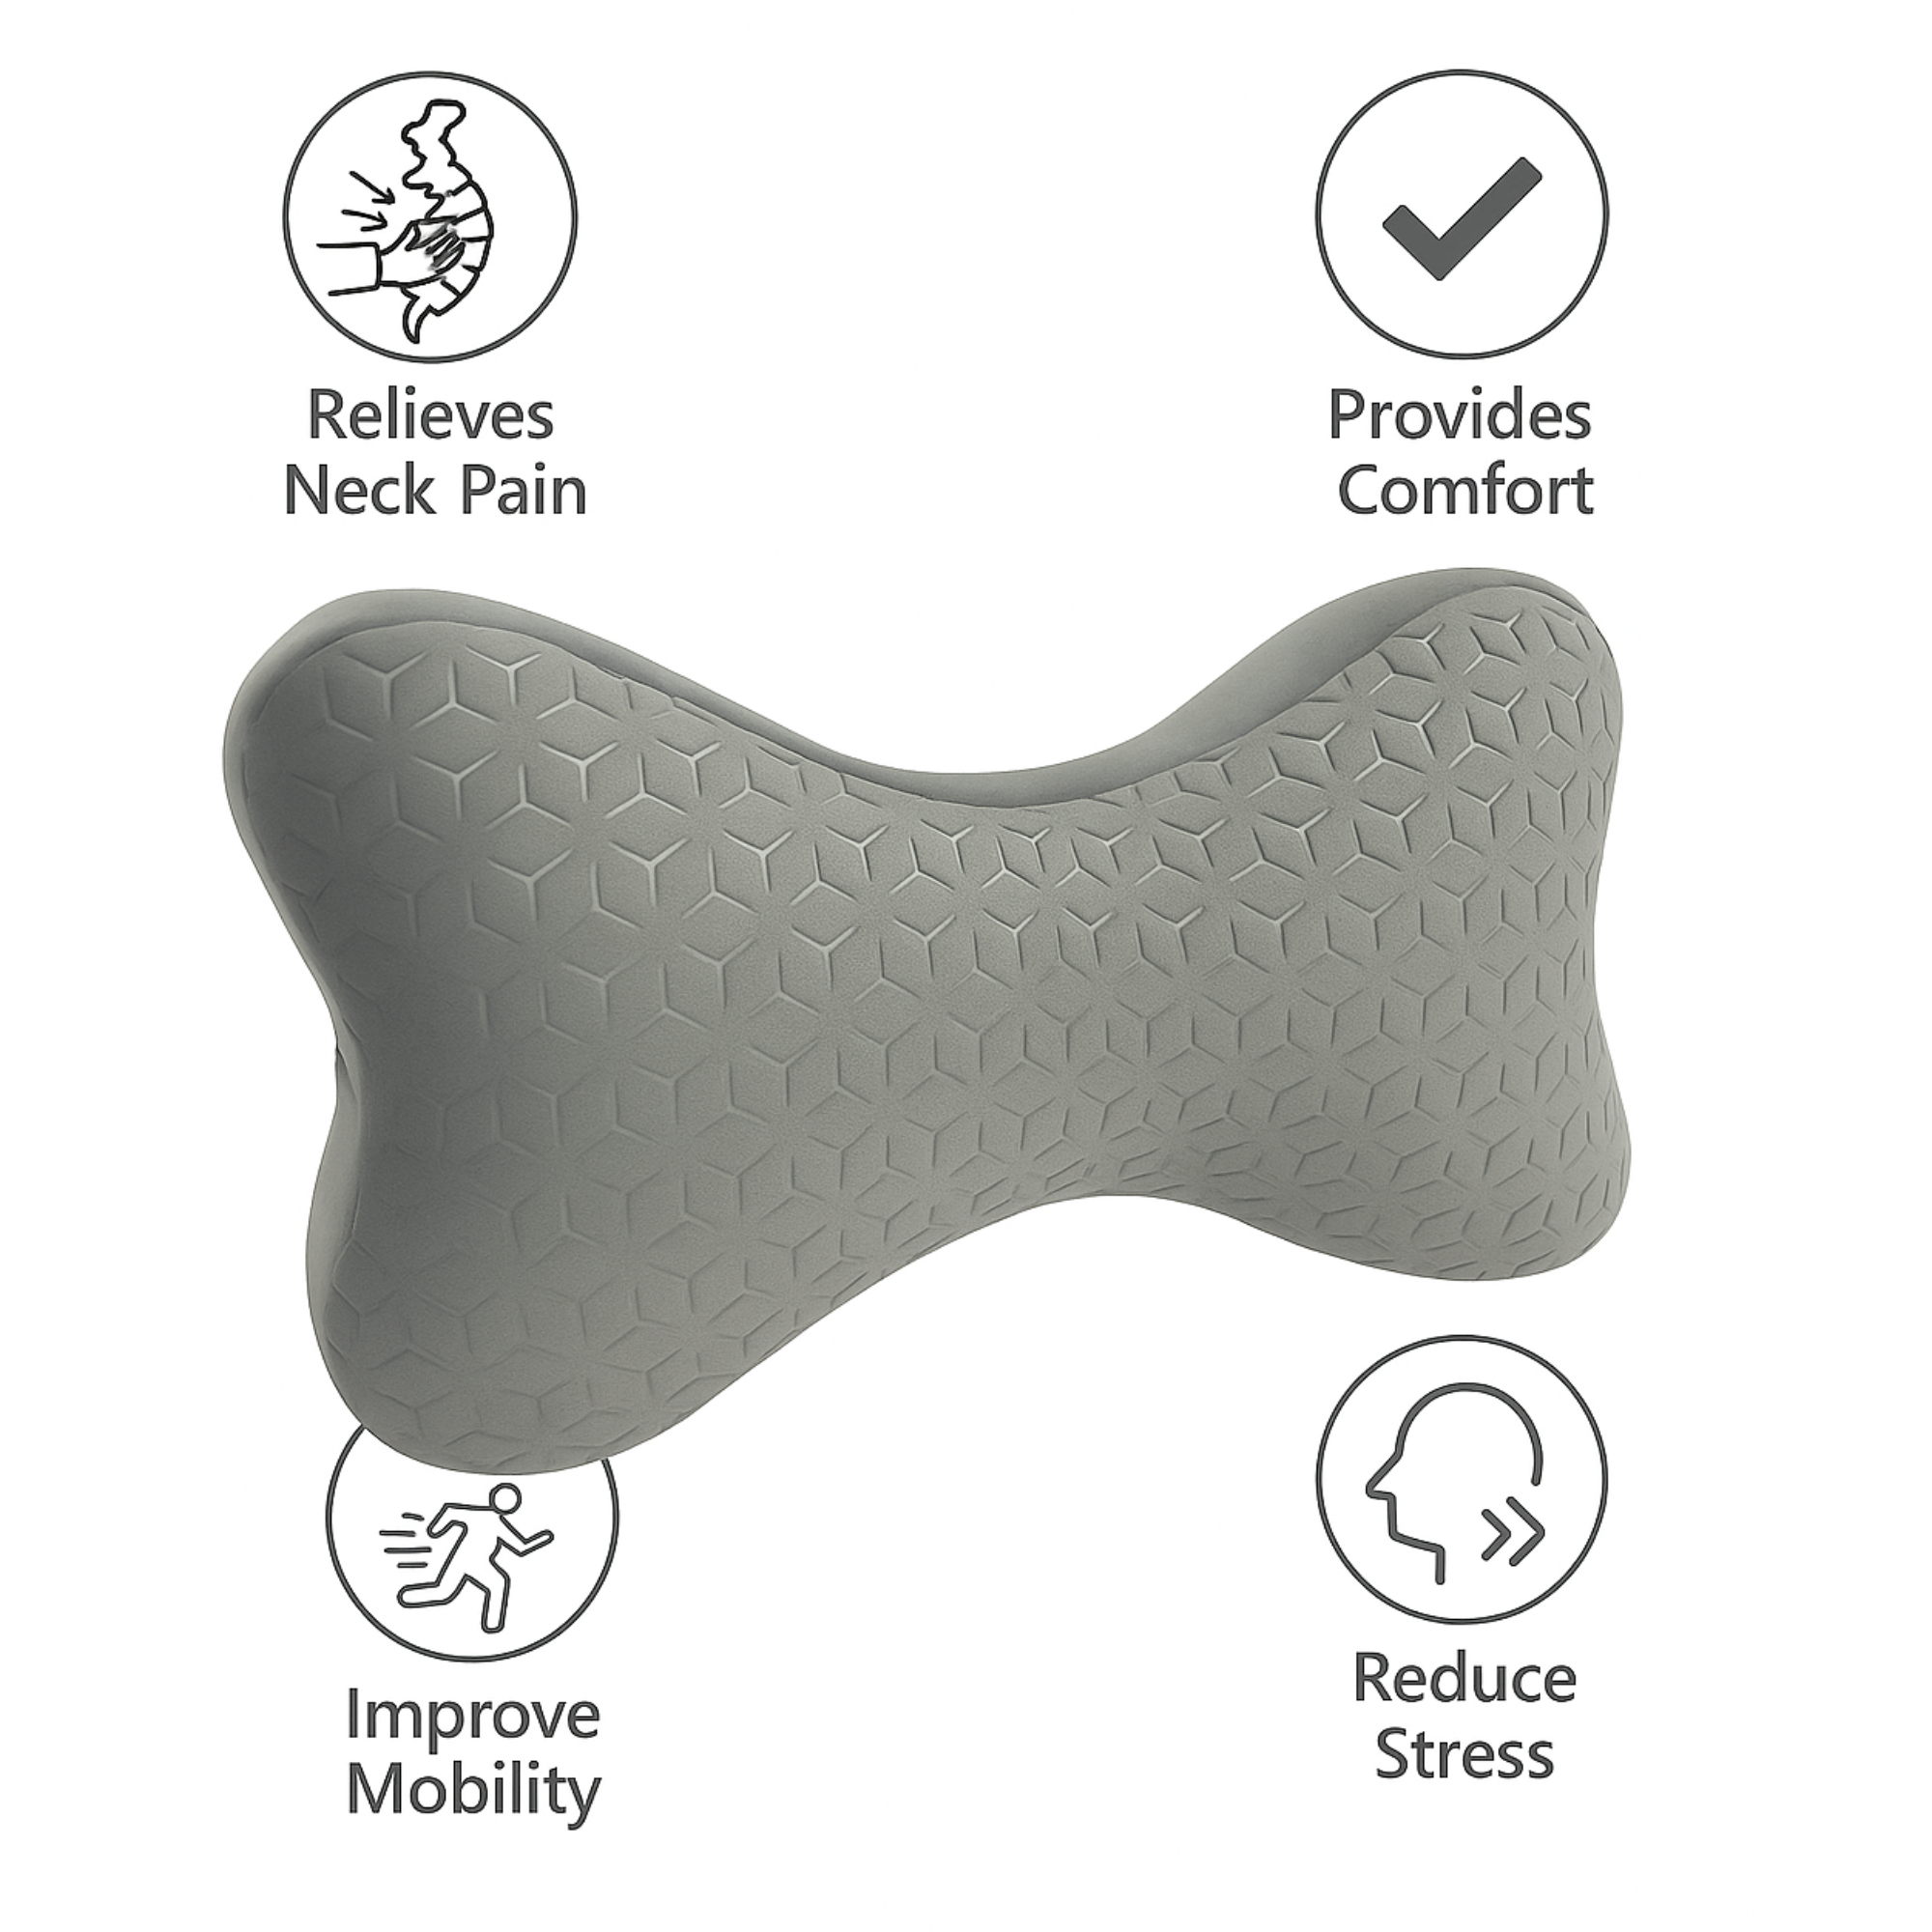 Relieves
Neck Pain
Provides
Comfort
Improve
Mobility
Reduce
Stress